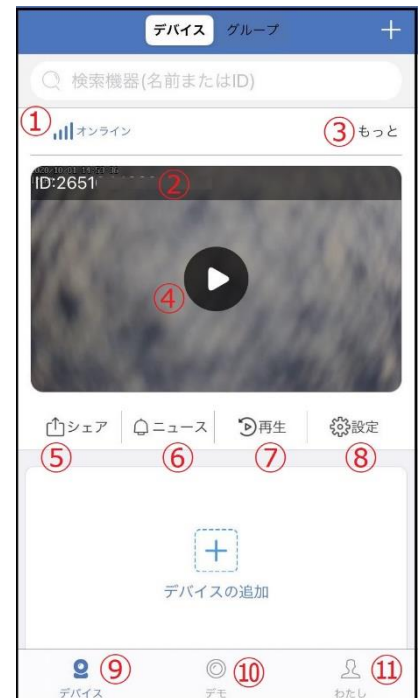 デバイス グループ
検索機器(名前またはID)
① オンライン ③ もっと
ID:2651 ②
④
シェア ニュース 再生 設定
⑤ ⑥ ⑦ ⑧
デバイスの追加
⑨ ⑩ ⑪
デバイス デモ わたし